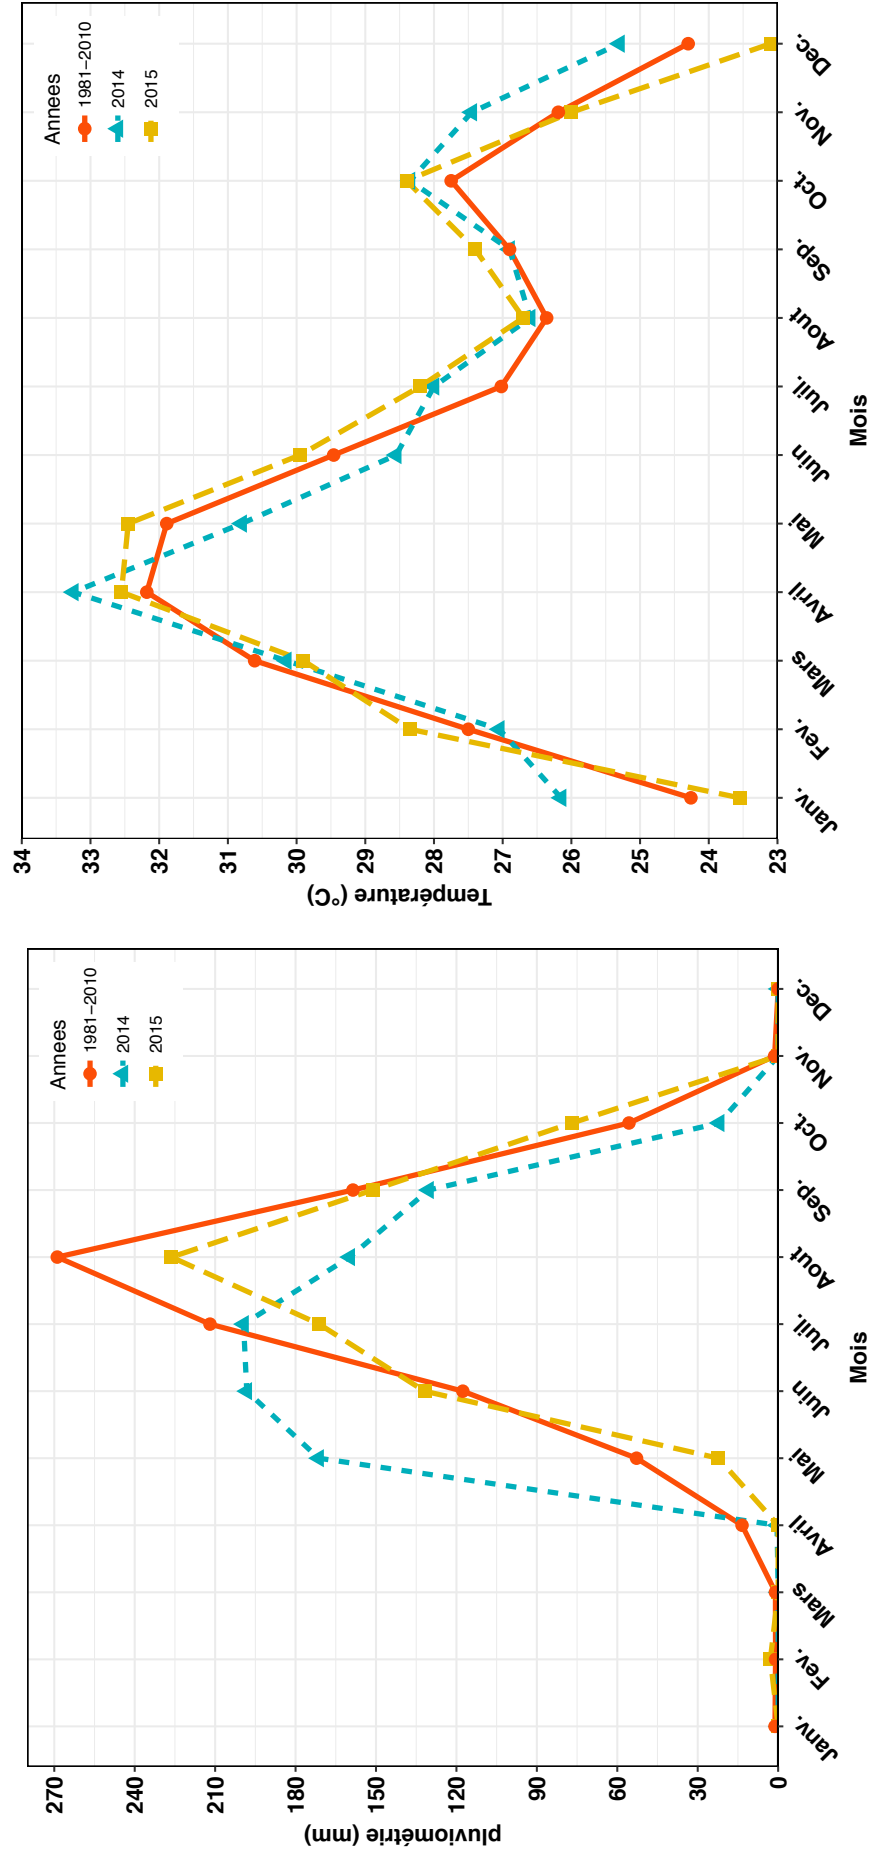 pluviométrie (mm)
270
240
210
180
150
120
90
60
30
0
Janv.
Fev.
Mars
Avril
Mai
Juin
Juil.
Aout
Sep.
Oct.
Nov.
Dec.
Mois
Annees
1981−2010
2014
2015
Température (°C)
34
33
32
31
30
29
28
27
26
25
24
23
Janv.
Fev.
Mars
Avril
Mai
Juin
Juil.
Aout
Sep.
Oct.
Nov.
Dec.
Mois
Annees
1981−2010
2014
2015